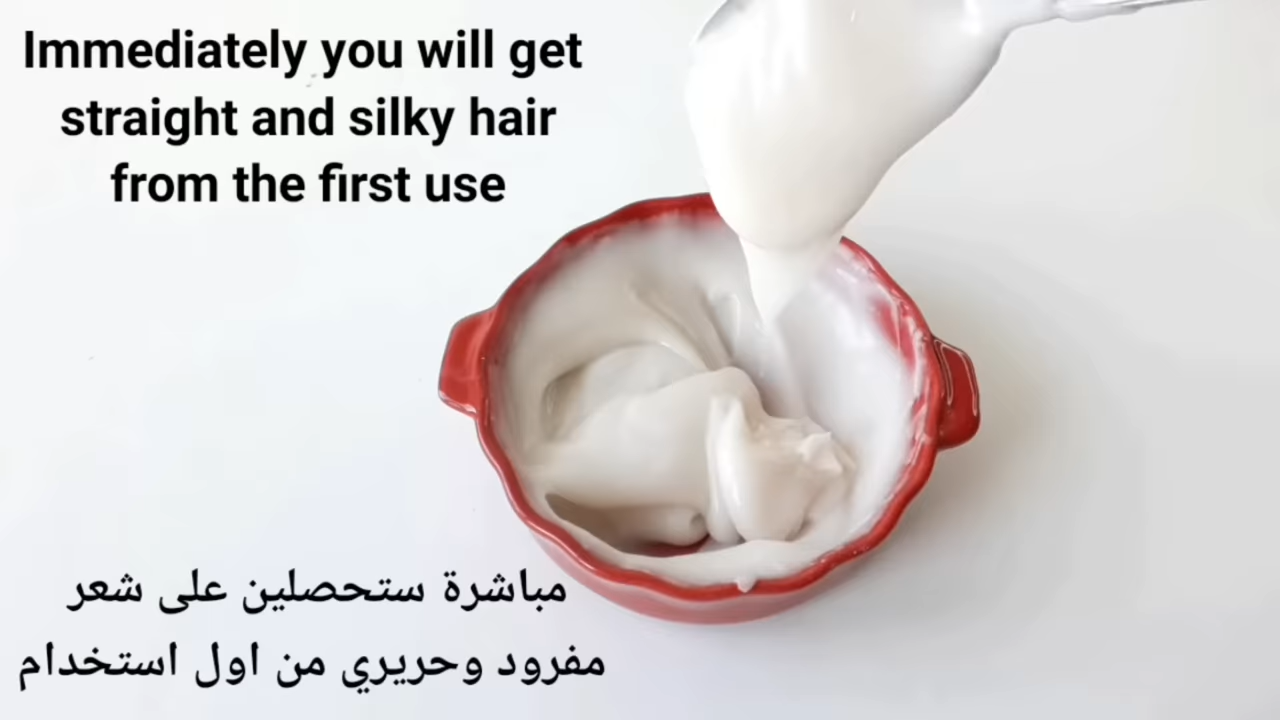 Immediately you will get
straight and silky hair
from the first use
مباشرة ستحصلين على شعر
مفرود وحريري من اول استخدام